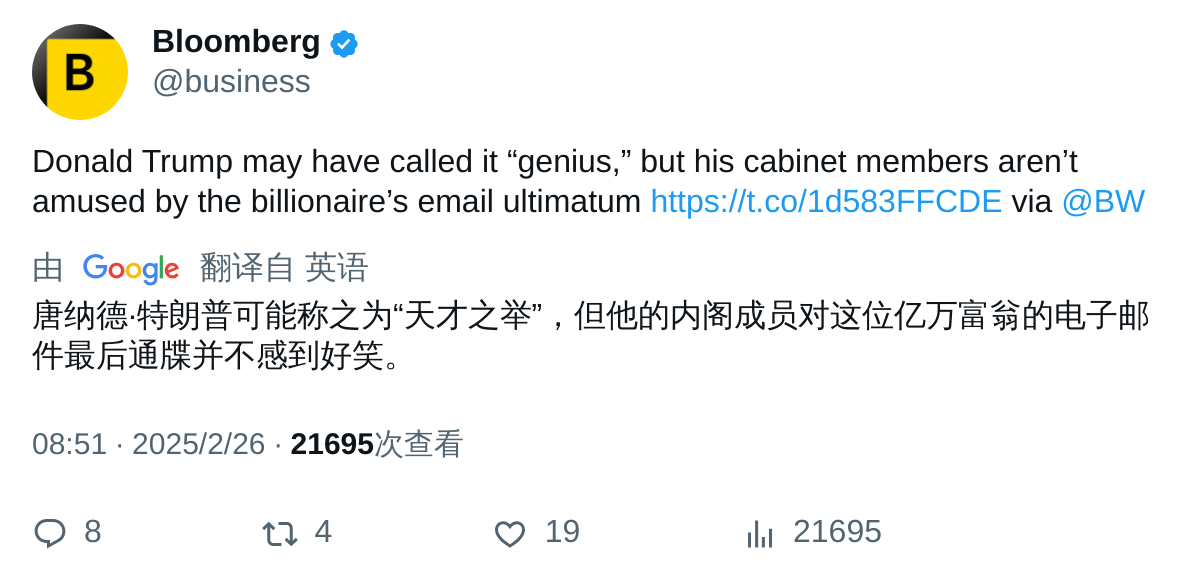 B
Bloomberg
@business
Donald Trump may have called it “genius,” but his cabinet members aren’t
amused by the billionaire’s email ultimatum https://t.co/1d583FFCDE via @BW
由 Google 翻译自 英语
唐纳德·特朗普可能称之为“天才之举”，但他的内阁成员对这位亿万富翁的电子邮
件最后通牒并不感到好笑。
08:51 · 2025/2/26 · 21695次查看
8 4 19 21695